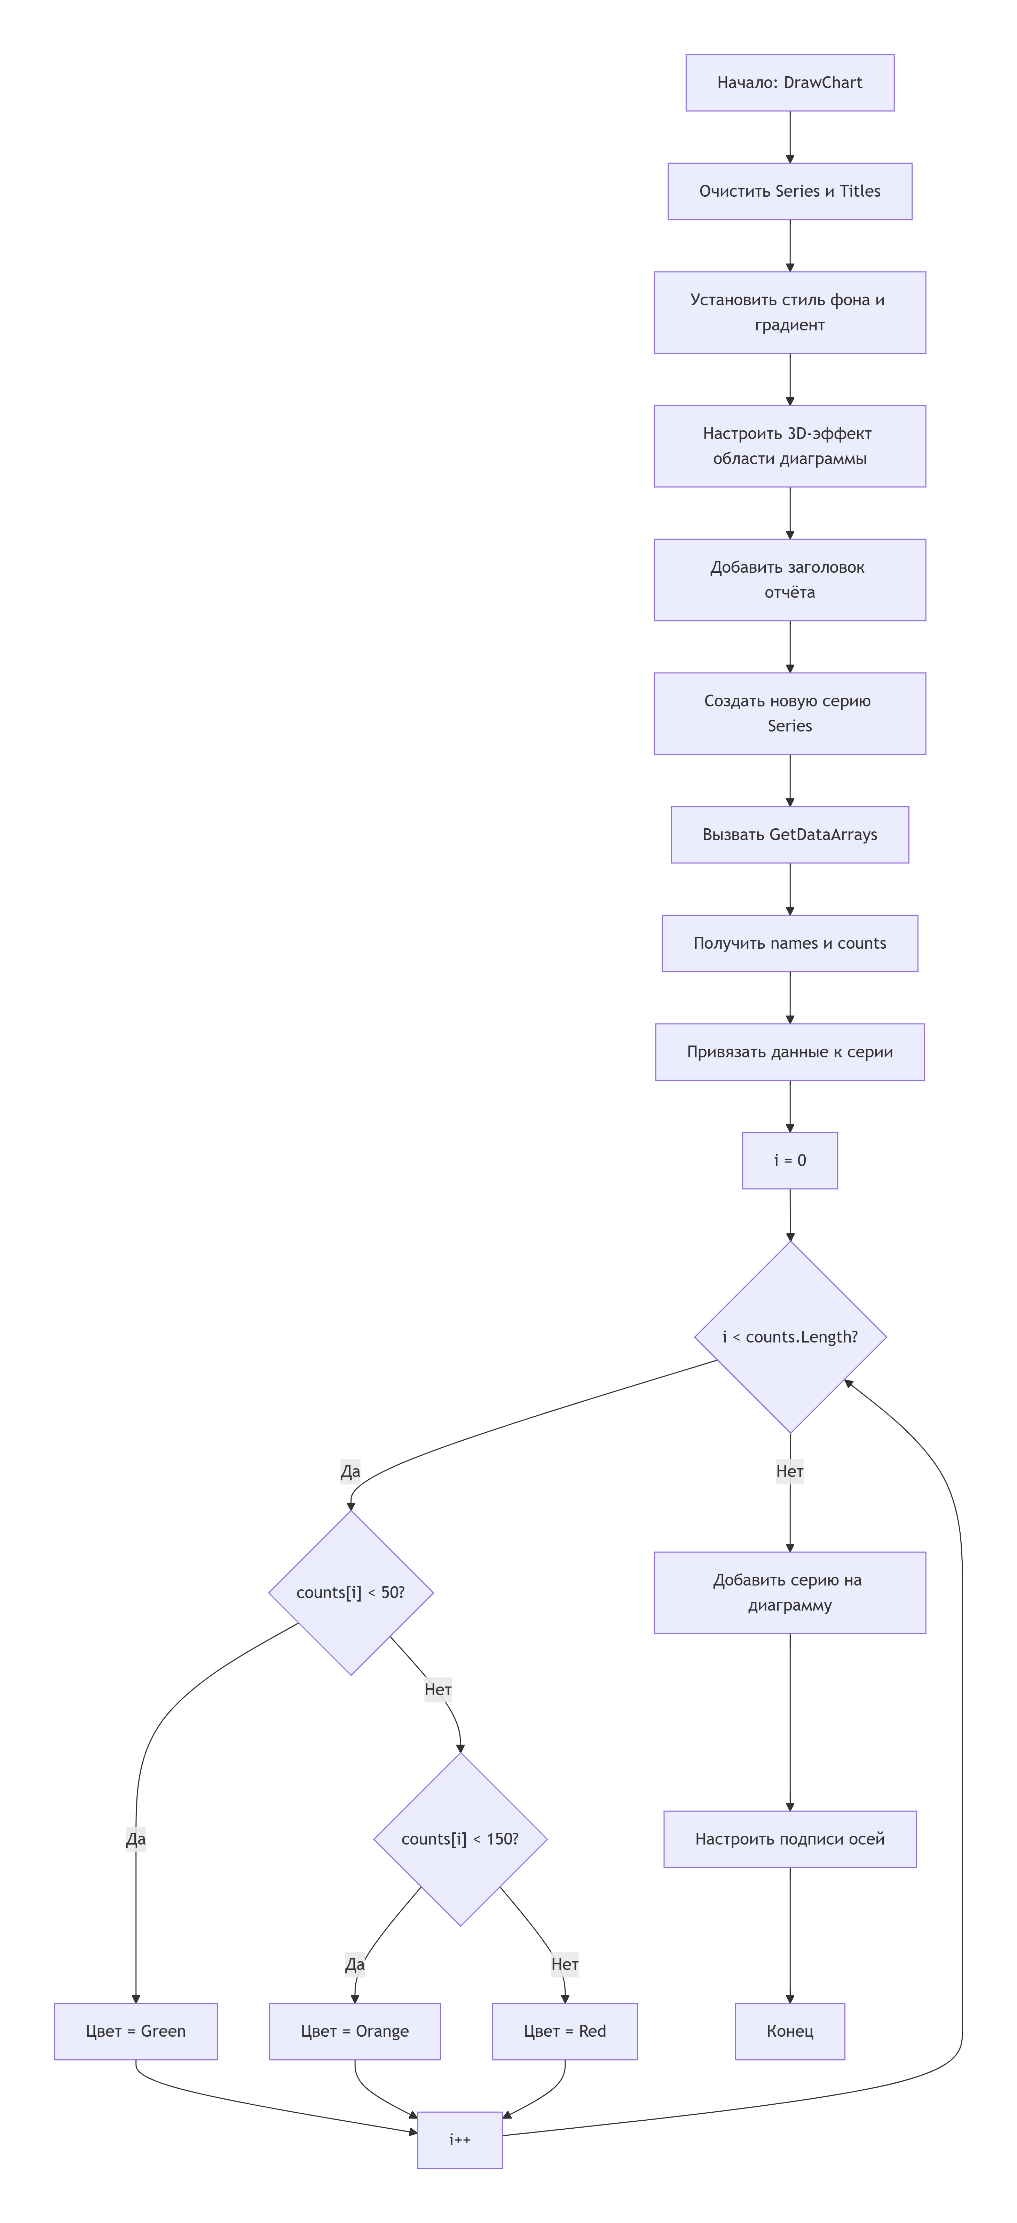 Начало: DrawChart
Очистить Series и Titles
Установить стиль фона и
градиент
Настроить 3D-эффект
области диаграммы
Добавить заголовок
отчёта
Создать новую серию
Series
Вызвать GetDataArrays
Получить names и counts
Привязать данные к серии
i = 0
i < counts.Length?
Да
Нет
counts[i] < 50?
Добавить серию на
диаграмму
Нет
Да
counts[i] < 150?
Настроить подписи осей
Да
Нет
Цвет = Green
Цвет = Orange
Цвет = Red
Конец
i++